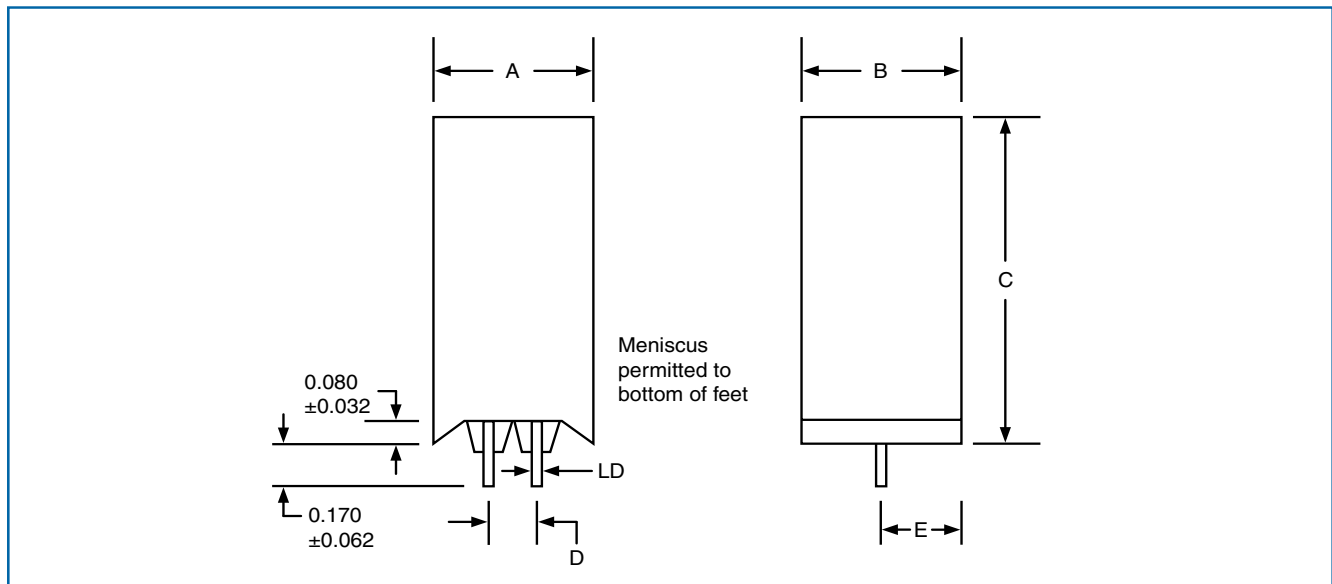 A
B
C
Meniscus
permitted to
bottom of feet
0.080
±0.032
LD
0.170
±0.062
D
E